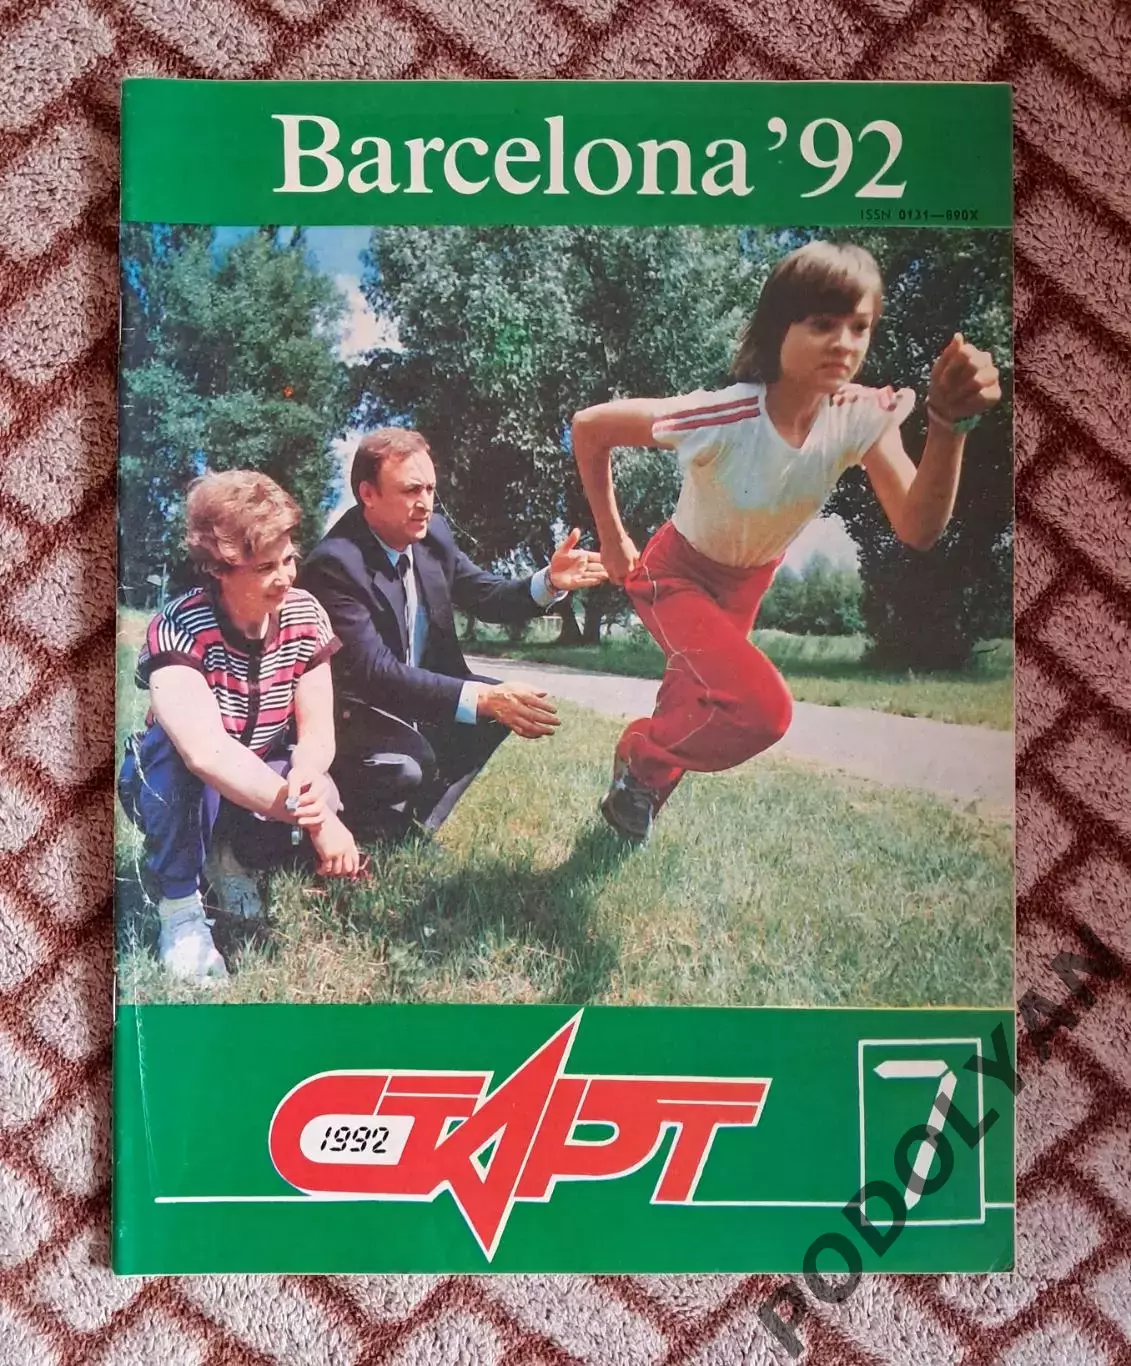 Barcelona ’92
ISSN 0131—890X
СТАРТ
1992
7
PODOLYAN